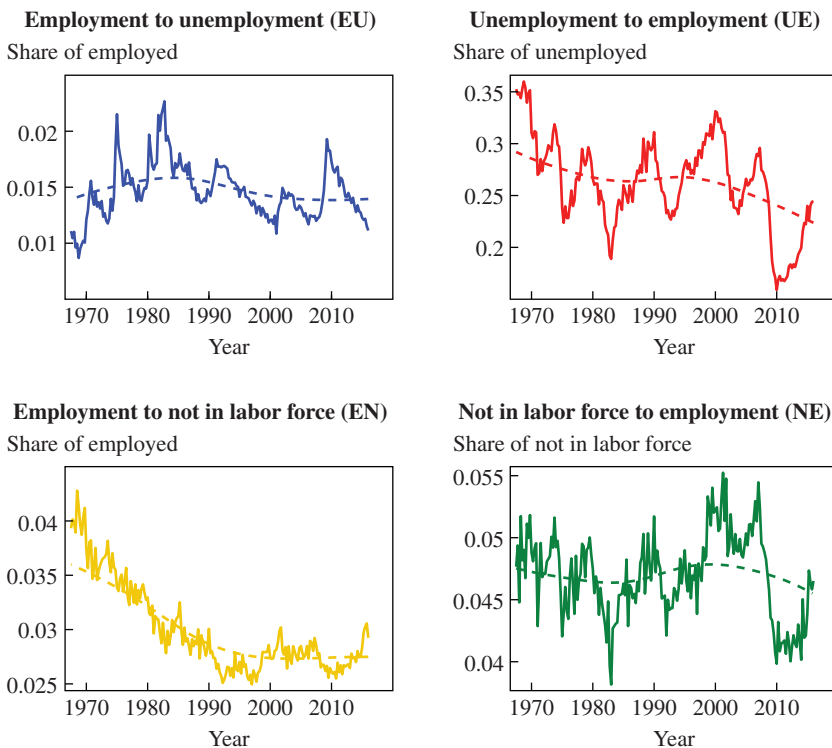 Employment to unemployment (EU)
Share of employed
0.02
0.015
0.01
1970 1980 1990 2000 2010
Year
Unemployment to employment (UE)
Share of unemployed
0.35
0.3
0.25
0.2
1970 1980 1990 2000 2010
Year
Employment to not in labor force (EN)
Share of employed
0.04
0.035
0.03
0.025
1970 1980 1990 2000 2010
Year
Not in labor force to employment (NE)
Share of not in labor force
0.055
0.05
0.045
0.04
1970 1980 1990 2000 2010
Year